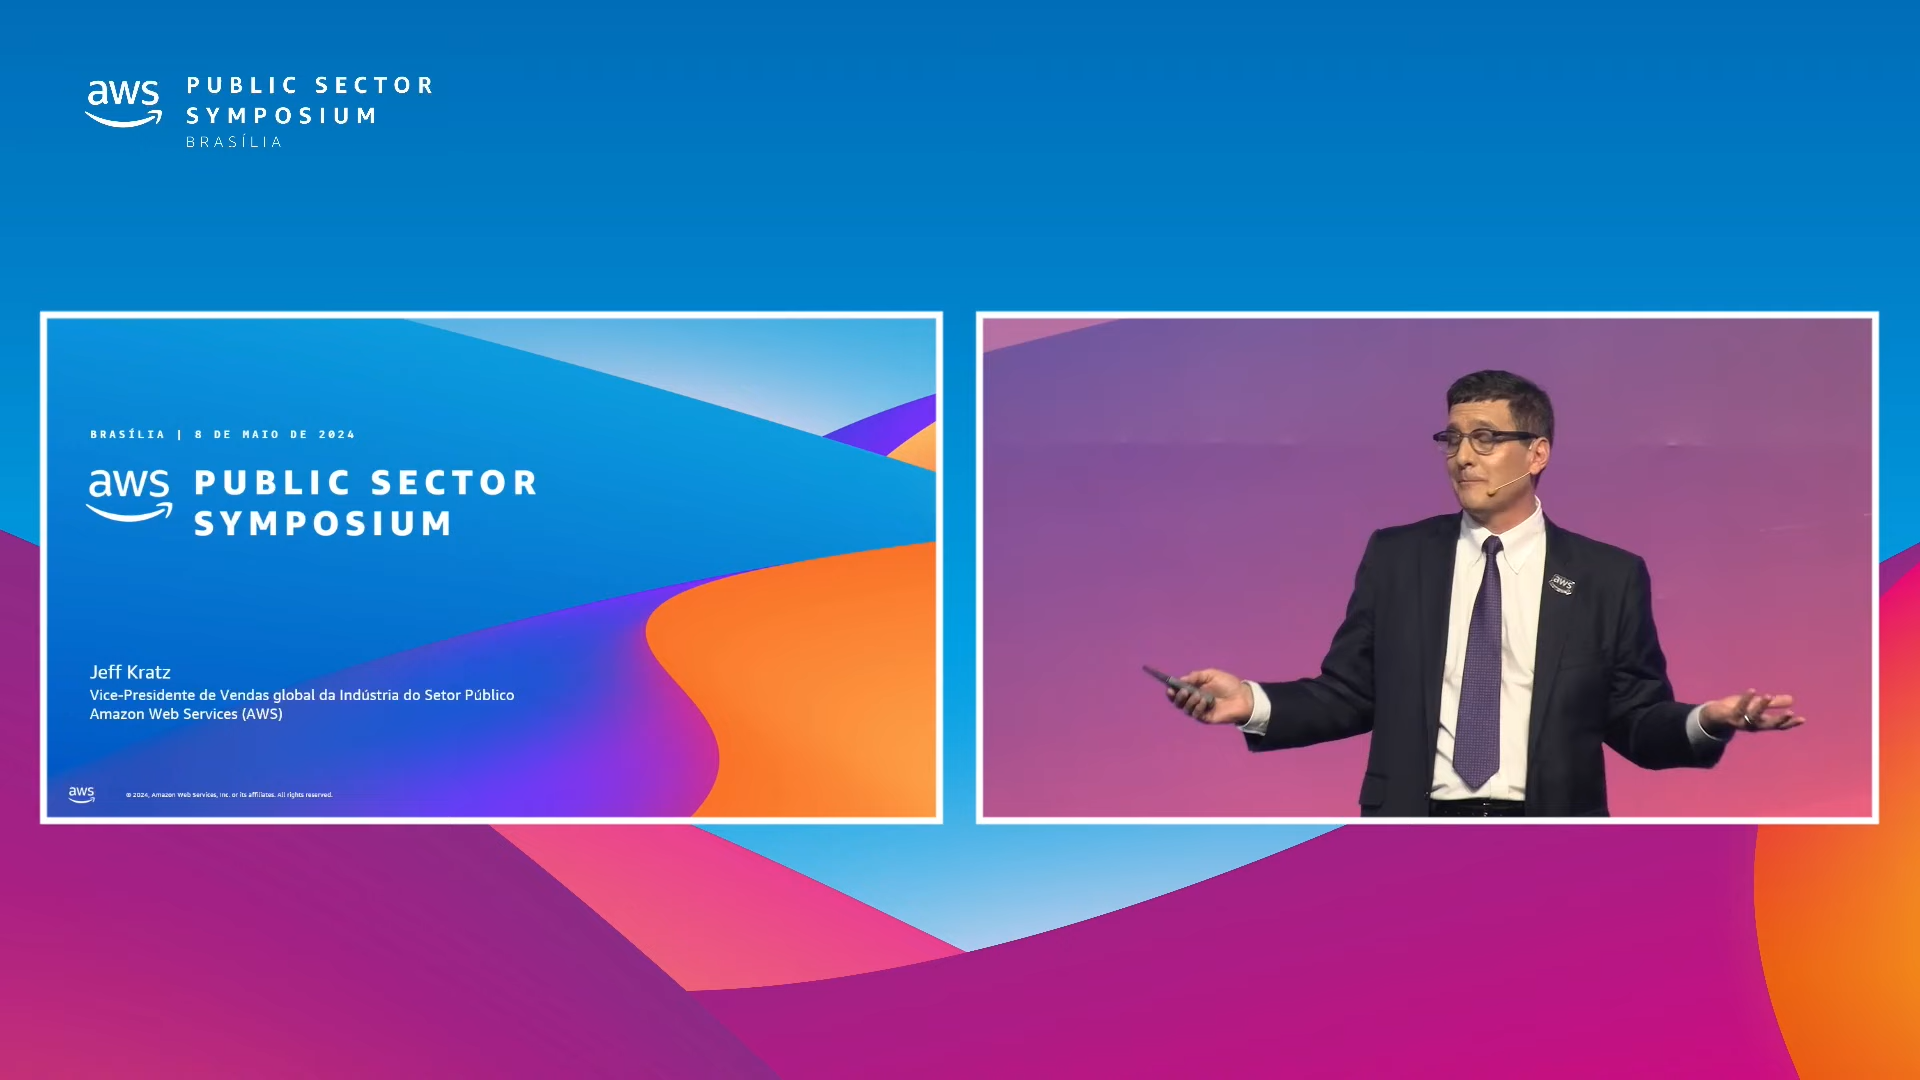 aws PUBLIC SECTOR
SYMPOSIUM
BRASÍLIA
BRASÍLIA | 8 DE MAIO DE 2024
aws PUBLIC SECTOR
SYMPOSIUM
Jeff Kratz
Vice-Presidente de Vendas global da Indústria do Setor Público
Amazon Web Services (AWS)
aws © 2024, Amazon Web Services, Inc. or its affiliates. All rights reserved.
aws